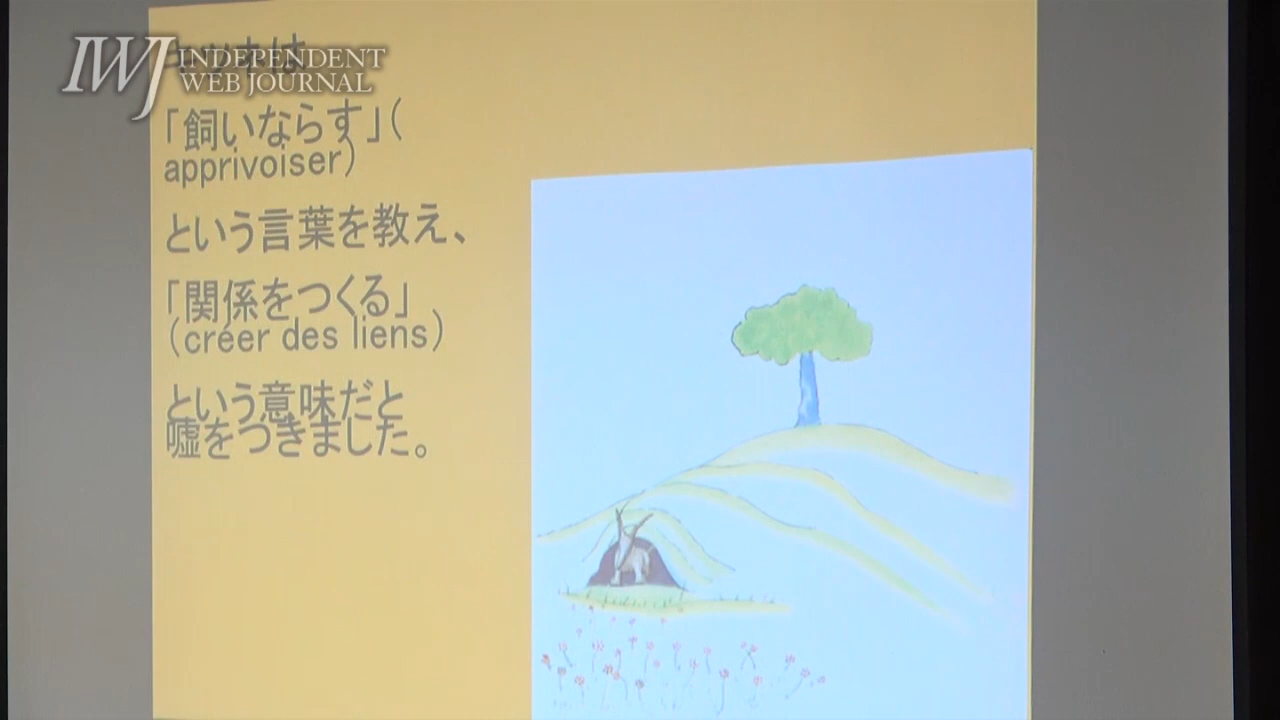 IWJ INDEPENDENT
WEB JOURNAL
「飼いならす」(
apprivoiser)
という言葉を教え、
「関係をつくる」
(créer des liens)
という意味だと
嘘をつきました。